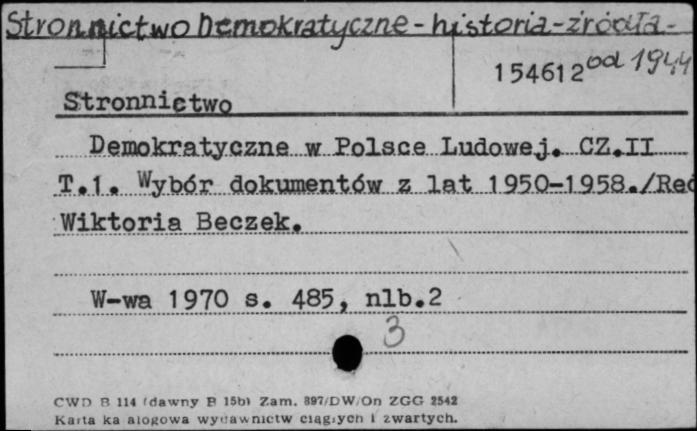 Stronnictwo Demokratyczne - historia - źródła -
od 1944
154612
Stronnictwo
Demokratyczne w Polsce Ludowej. CZ.II
T.1. Wybór dokumentów z lat 1950-1958./Red
Wiktoria Beczek.
W-wa 1970 s. 485, nlb.2
3
CWD B 114 (dawny B 15b) Zam. 897/DW/On ZGG 2542
Karta ka alogowa wydawnictw ciągłych i zwartych.